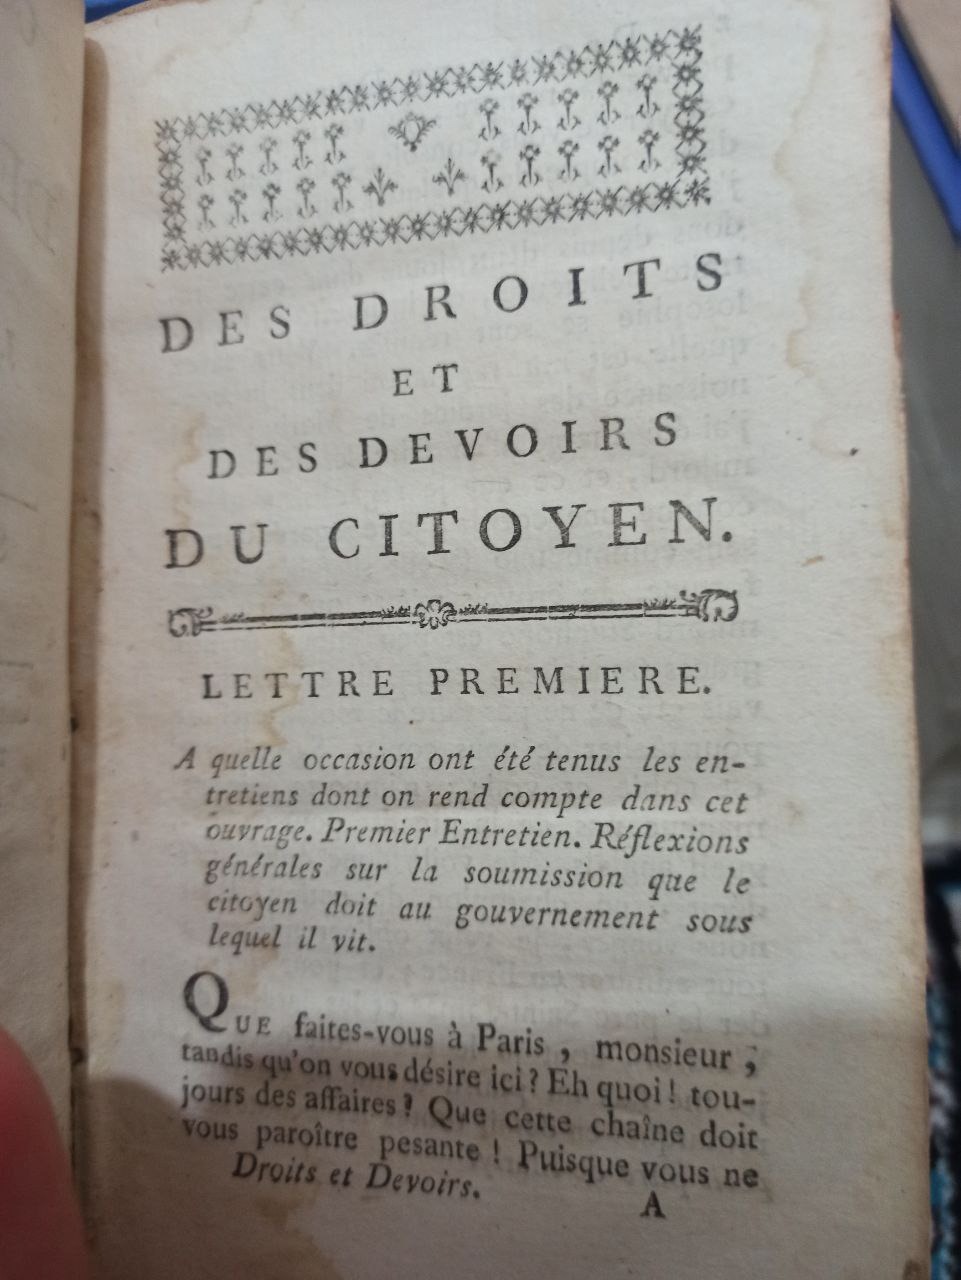 DES DROITS
ET
DES DEVOIRS
DU CITOYEN.
LETTRE PREMIERE.
A quelle occasion ont été tenus les en-
tretiens dont on rend compte dans cet
ouvrage. Premier Entretien. Réflexions
générales sur la soumission que le
citoyen doit au gouvernement sous
lequel il vit.
QUE faites-vous à Paris, monsieur,
tandis qu'on vous désire ici? Eh quoi! tou-
jours des affaires? Que cette chaîne doit
vous paroître pesante! Puisque vous ne
Droits et Devoirs.
A